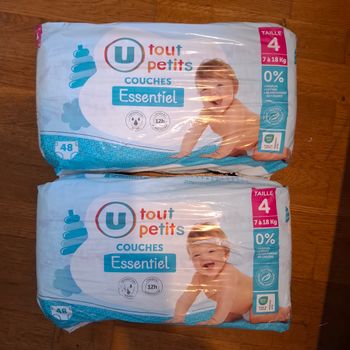 U
tout
petits
COUCHES
Essentiel
12h
48
TAILLE
4
7 à 18 Kg
0%
U
tout
petits
COUCHES
Essentiel
12h
48
TAILLE
4
7 à 18 Kg
0%